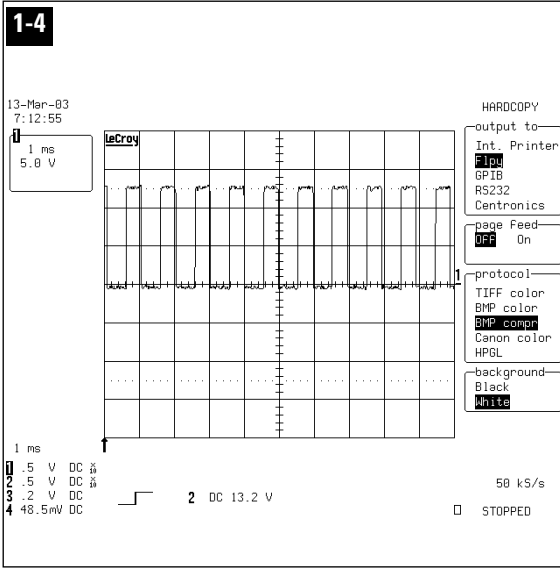 1-4
13-Mar-03
7:12:55
1
1 ms
5.0 V
LeCroy
1
HARDCOPY
output to
Int. Printer
Flpy
GPIB
RS232
Centronics
page Feed
OFF On
protocol
TIFF color
BMP color
BMP compr
Canon color
HPGL
background
Black
White
1 ms
1 .5 V DC X10
2 .5 V DC X10
3 .2 V DC
4 48.5mV DC
2 DC 13.2 V
50 kS/s
STOPPED